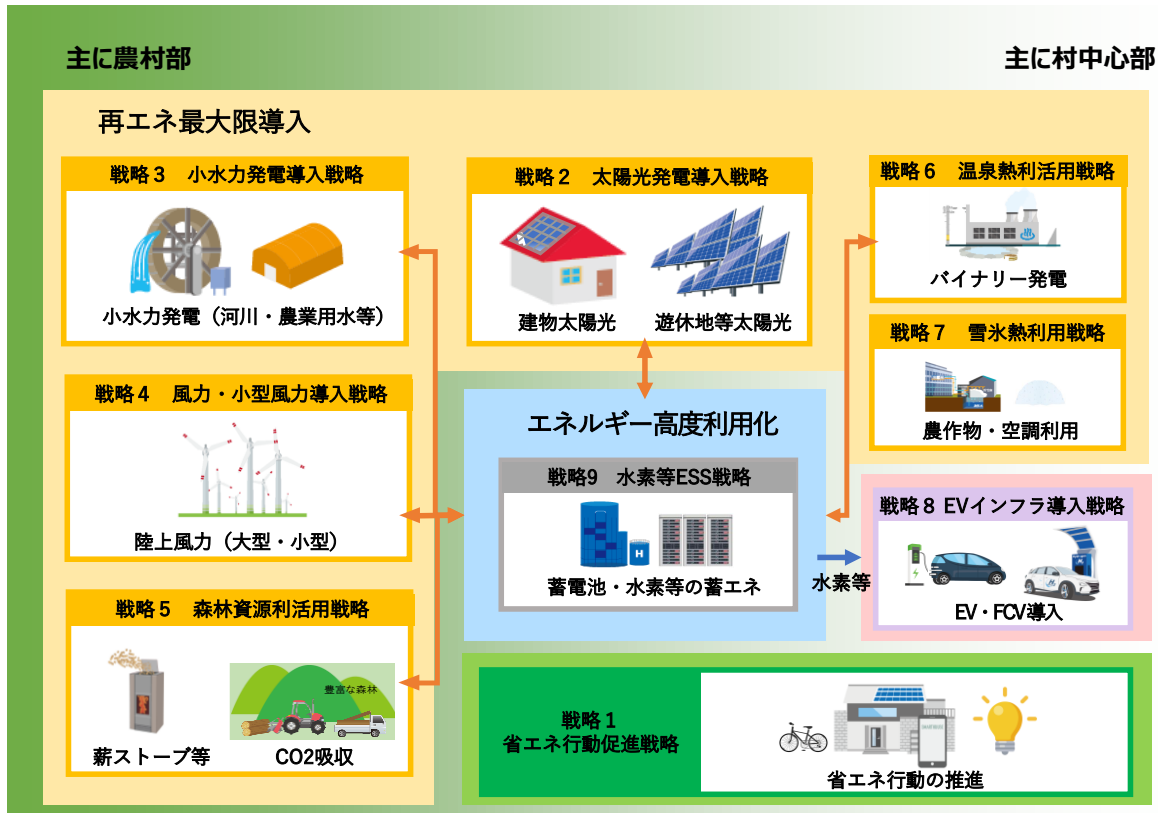 主に農村部
主に村中心部
再エネ最大限導入
戦略３　小水力発電導入戦略
小水力発電（河川・農業用水等）
戦略２　太陽光発電導入戦略
建物太陽光
遊休地等太陽光
戦略６　温泉熱利活用戦略
バイナリー発電
戦略７　雪氷熱利用戦略
農作物・空調利用
戦略４　風力・小型風力導入戦略
陸上風力（大型・小型）
エネルギー高度利用化
戦略9　水素等ESS戦略
H
蓄電池・水素等の蓄エネ
水素等
戦略８ EVインフラ導入戦略
EV・FCV導入
戦略５　森林資源利活用戦略
豊富な森林
薪ストーブ等
CO2吸収
戦略１
省エネ行動促進戦略
省エネ行動の推進